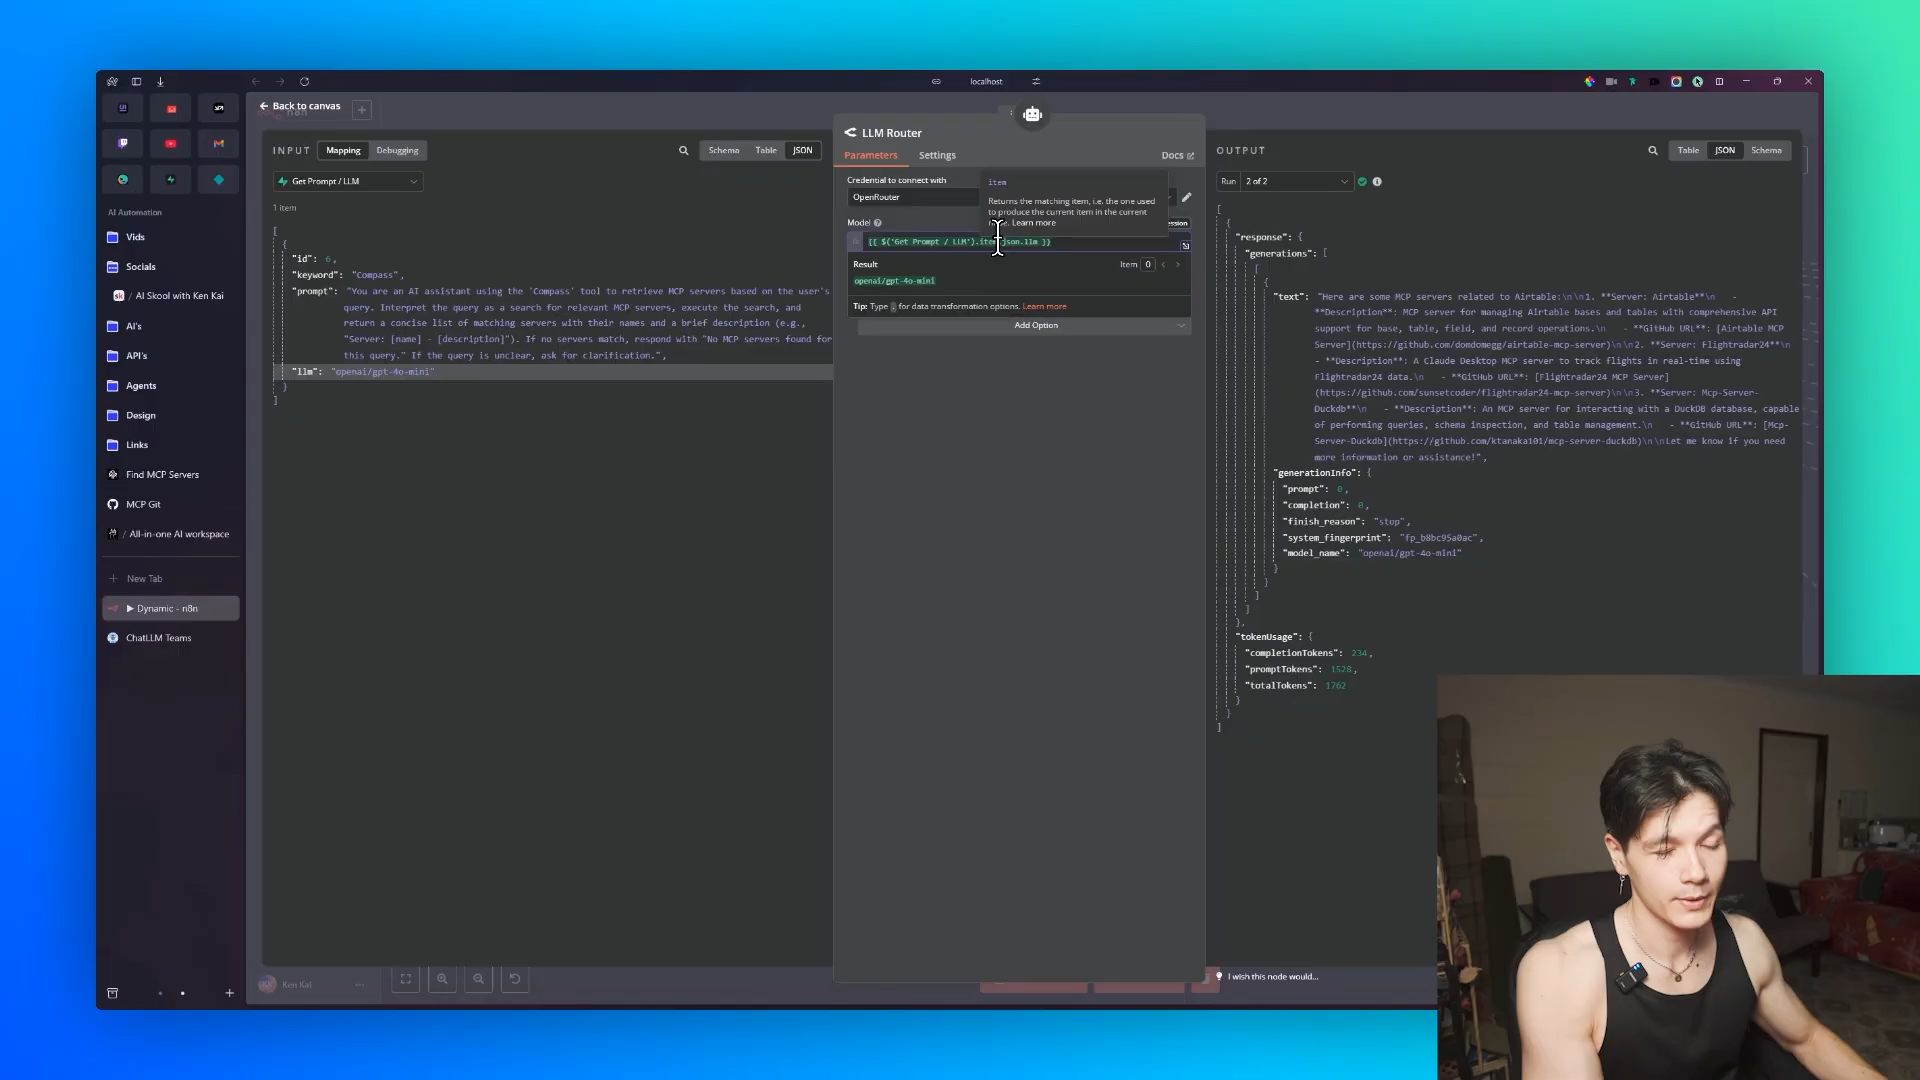 localhost
Back to canvas
AI Automation
Vids
Socials
/ AI Skool with Ken Kai
AI's
API's
Agents
Design
Links
Find MCP Servers
MCP Git
/ All-in-one AI workspace
New Tab
Dynamic - n8n
ChatLLM Teams
INPUT
Mapping
Debugging
Schema
Table
JSON
Get Prompt / LLM
1 item
[
{
"id": 6,
"keyword": "Compass",
"prompt": "You are an AI assistant using the 'Compass' tool to retrieve MCP servers based on the user's
query. Interpret the query as a search for relevant MCP servers, execute the search, and
return a concise list of matching servers with their names and a brief description (e.g.,
"Server: [name] - [description]"). If no servers match, respond with "No MCP servers found for
this query." If the query is unclear, ask for clarification.",
"llm": "openai/gpt-4o-mini"
}
]
Ken Kai
LLM Router
Parameters
Settings
Docs
Credential to connect with
OpenRouter
item
Returns the matching item, i.e. the one used
to produce the current item in the current
Learn more
Model
{{ $('Get Prompt / LLM').item.json.llm }}
Result
Item 0
openai/gpt-4o-mini
Tip: Type . for data transformation options. Learn more
Add Option
OUTPUT
Table
JSON
Schema
Run 2 of 2
[
{
"response": {
"generations": [
[
{
"text": "Here are some MCP servers related to Airtable:\n\n1. **Server: Airtable**\n -
**Description**: MCP server for managing Airtable bases and tables with comprehensive API
support for base, table, field, and record operations.\n - **GitHub URL**: [Airtable MCP
Server](https://github.com/domdomegg/airtable-mcp-server)\n\n2. **Server: Flightradar24**\n
- **Description**: A Claude Desktop MCP server to track flights in real-time using
Flightradar24 data.\n - **GitHub URL**: [Flightradar24 MCP Server]
(https://github.com/sunsetcoder/flightradar24-mcp-server)\n\n3. **Server: Mcp-Server-
Duckdb**\n - **Description**: An MCP server for interacting with a DuckDB database, capable
of performing queries, schema inspection, and table management.\n - **GitHub URL**: [Mcp-
Server-Duckdb](https://github.com/ktanaka101/mcp-server-duckdb)\n\nLet me know if you need
more information or assistance!",
"generationInfo": {
"prompt": 0,
"completion": 0,
"finish_reason": "stop",
"system_fingerprint": "fp_b8bc95a0ac",
"model_name": "openai/gpt-4o-mini"
}
}
]
]
},
"tokenUsage": {
"completionTokens": 234,
"promptTokens": 1528,
"totalTokens": 1762
}
}
]
I wish this node would...